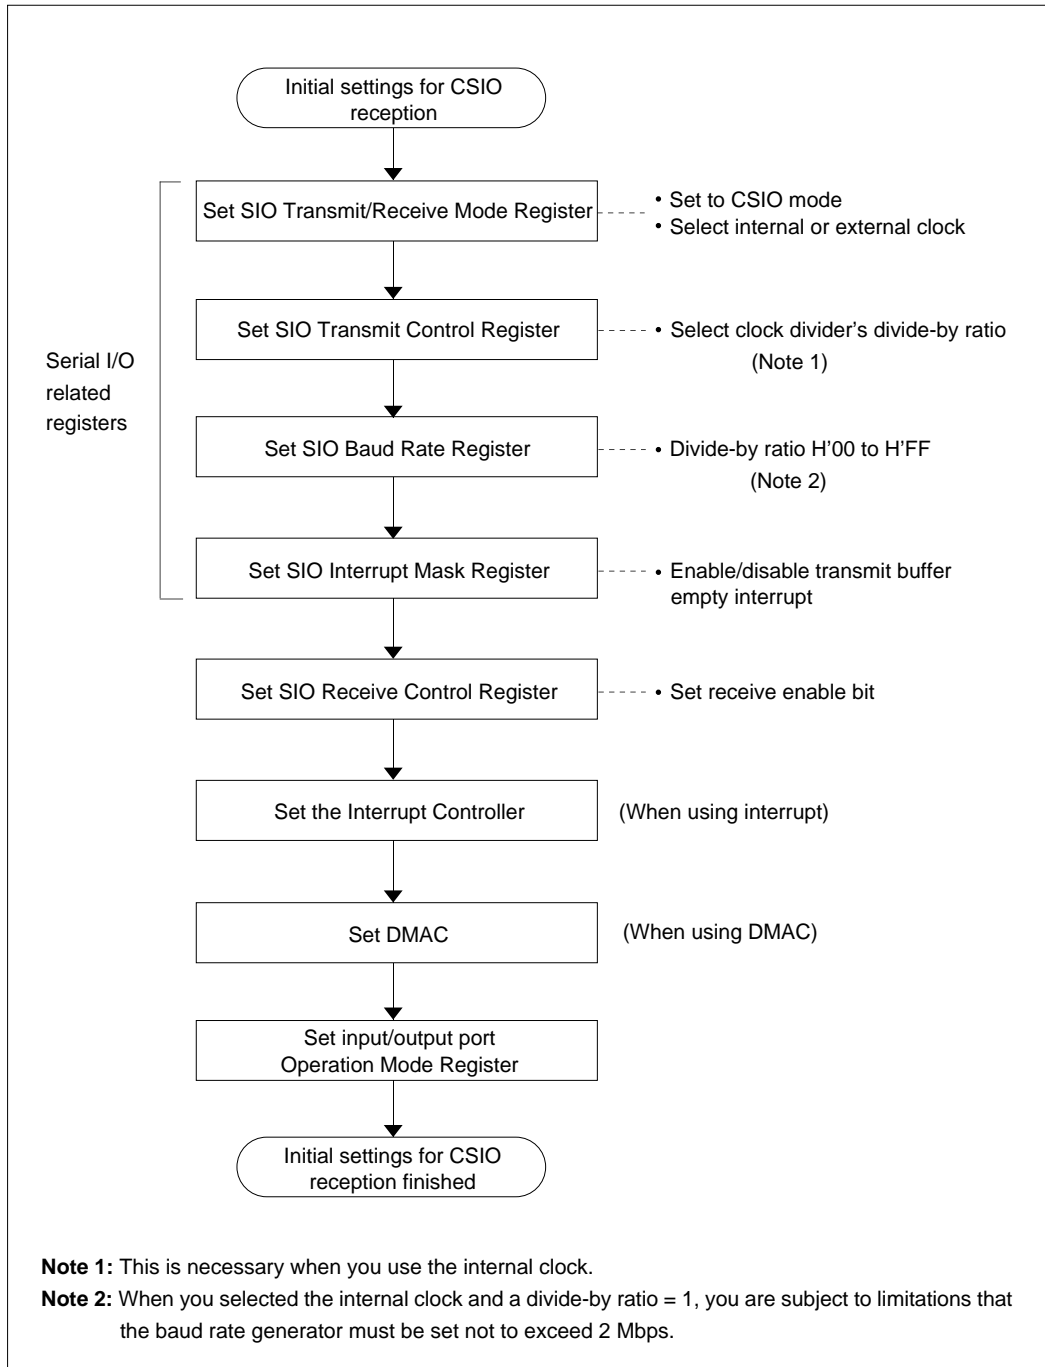 Initial settings for CSIO
reception
Set SIO Transmit/Receive Mode Register
• Set to CSIO mode
• Select internal or external clock
Set SIO Transmit Control Register
• Select clock divider's divide-by ratio
(Note 1)
Serial I/O
related
registers
Set SIO Baud Rate Register
• Divide-by ratio H'00 to H'FF
(Note 2)
Set SIO Interrupt Mask Register
• Enable/disable transmit buffer
empty interrupt
Set SIO Receive Control Register
• Set receive enable bit
Set the Interrupt Controller
(When using interrupt)
Set DMAC
(When using DMAC)
Set input/output port
Operation Mode Register
Initial settings for CSIO
reception finished
Note 1: This is necessary when you use the internal clock.
Note 2: When you selected the internal clock and a divide-by ratio = 1, you are subject to limitations that
the baud rate generator must be set not to exceed 2 Mbps.